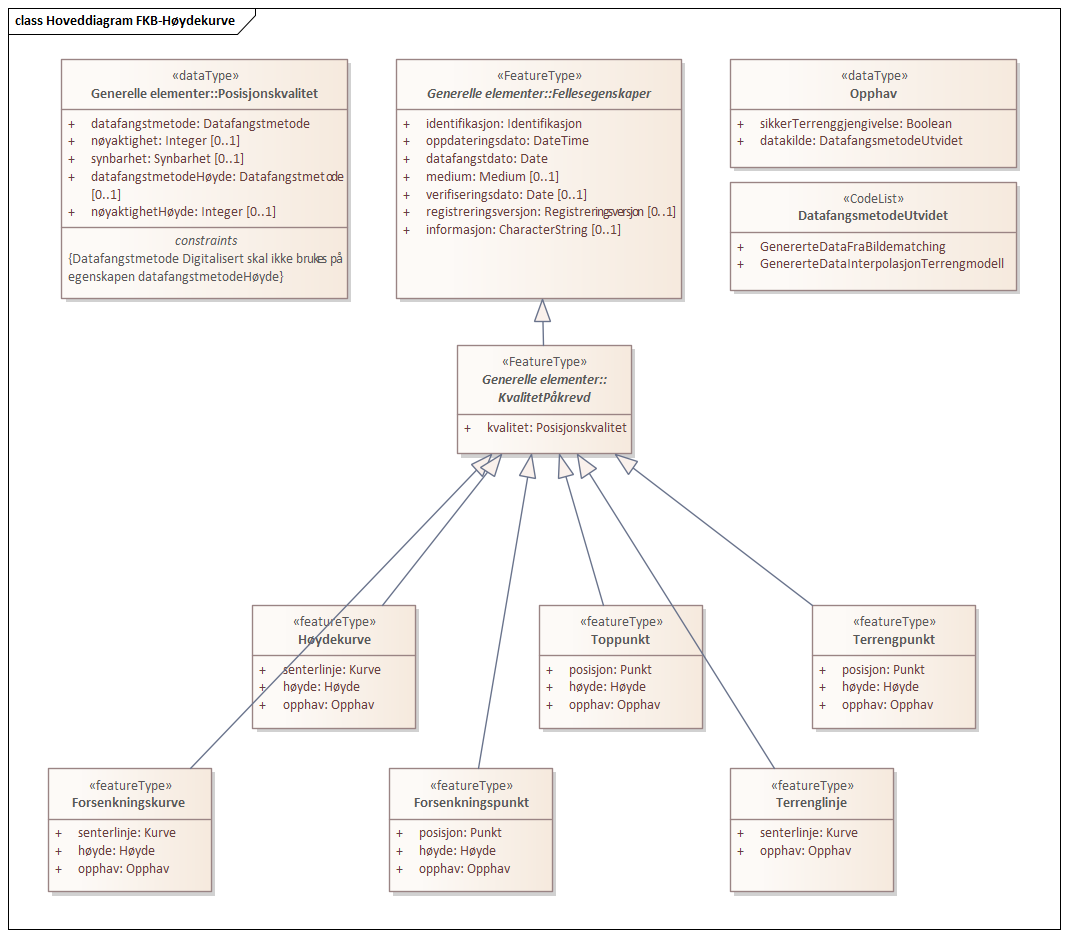 class Hoveddiagram FKB-Høydekurve
«dataType»
Generelle elementer::Posisjonskvalitet
+ datafangstmetode: Datafangstmetode
+ nøyaktighet: Integer [0..1]
+ synbarhet: Synbarhet [0..1]
+ datafangstmetodeHøyde: Datafangstmetode
[0..1]
+ nøyaktighetHøyde: Integer [0..1]
constraints
{Datafangstmetode Digitalisert skal ikke brukes på
egenskapen datafangstmetodeHøyde}
«FeatureType»
Generelle elementer::Fellesegenskaper
+ identifikasjon: Identifikasjon
+ oppdateringsdato: DateTime
+ datafangstdato: Date
+ medium: Medium [0..1]
+ verifiseringsdato: Date [0..1]
+ registreringsversjon: Registreringsversjon [0..1]
+ informasjon: CharacterString [0..1]
«dataType»
Opphav
+ sikkerTerrenggjengivelse: Boolean
+ datakilde: DatafangsmetodeUtvidet
«CodeList»
DatafangsmetodeUtvidet
+ GenererteDataFraBildematching
+ GenererteDataInterpolasjonTerrengmodell
«FeatureType»
Generelle elementer::
KvalitetPåkrevd
+ kvalitet: Posisjonskvalitet
«featureType»
Høydekurve
+ senterlinje: Kurve
+ høyde: Høyde
+ opphav: Opphav
«featureType»
Toppunkt
+ posisjon: Punkt
+ høyde: Høyde
+ opphav: Opphav
«featureType»
Terrengpunkt
+ posisjon: Punkt
+ høyde: Høyde
+ opphav: Opphav
«featureType»
Forsenkningskurve
+ senterlinje: Kurve
+ høyde: Høyde
+ opphav: Opphav
«featureType»
Forsenkningspunkt
+ posisjon: Punkt
+ høyde: Høyde
+ opphav: Opphav
«featureType»
Terrenglinje
+ senterlinje: Kurve
+ opphav: Opphav